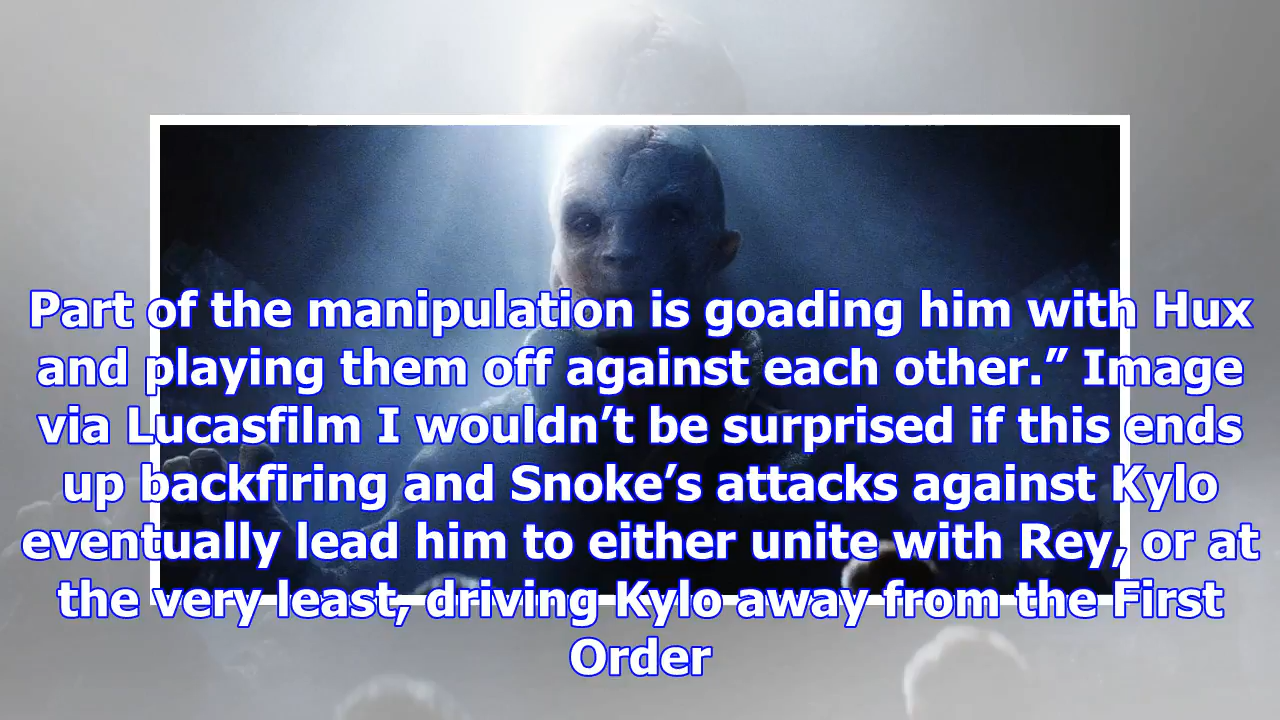 Part of the manipulation is goading him with Hux
and playing them off against each other.” Image
via Lucasfilm I wouldn’t be surprised if this ends
up backfiring and Snoke’s attacks against Kylo
eventually lead him to either unite with Rey, or at
the very least, driving Kylo away from the First
Order